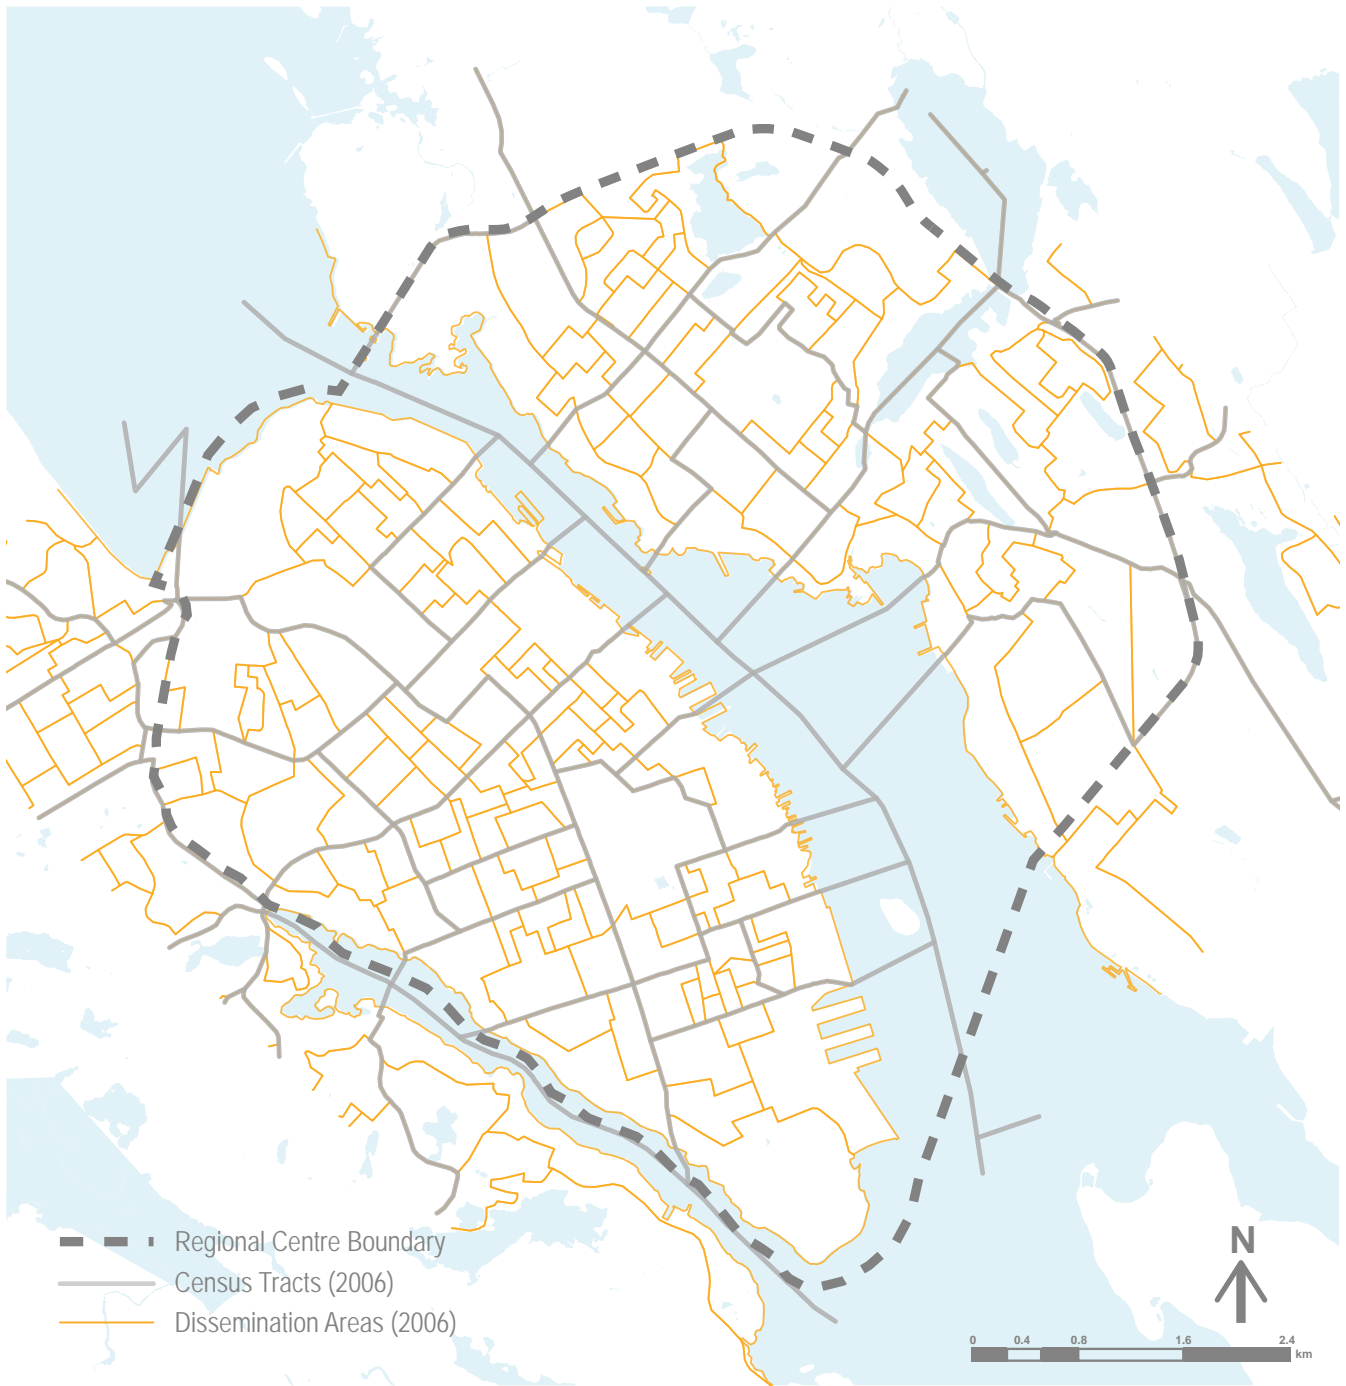 Regional Centre Boundary
Census Tracts (2006)
Dissemination Areas (2006)
N
0 0.4 0.8 1.6 2.4
km